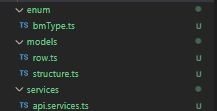 enum
TS bmType.ts U
models
TS row.ts U
TS structure.ts U
services
TS api.services.ts U